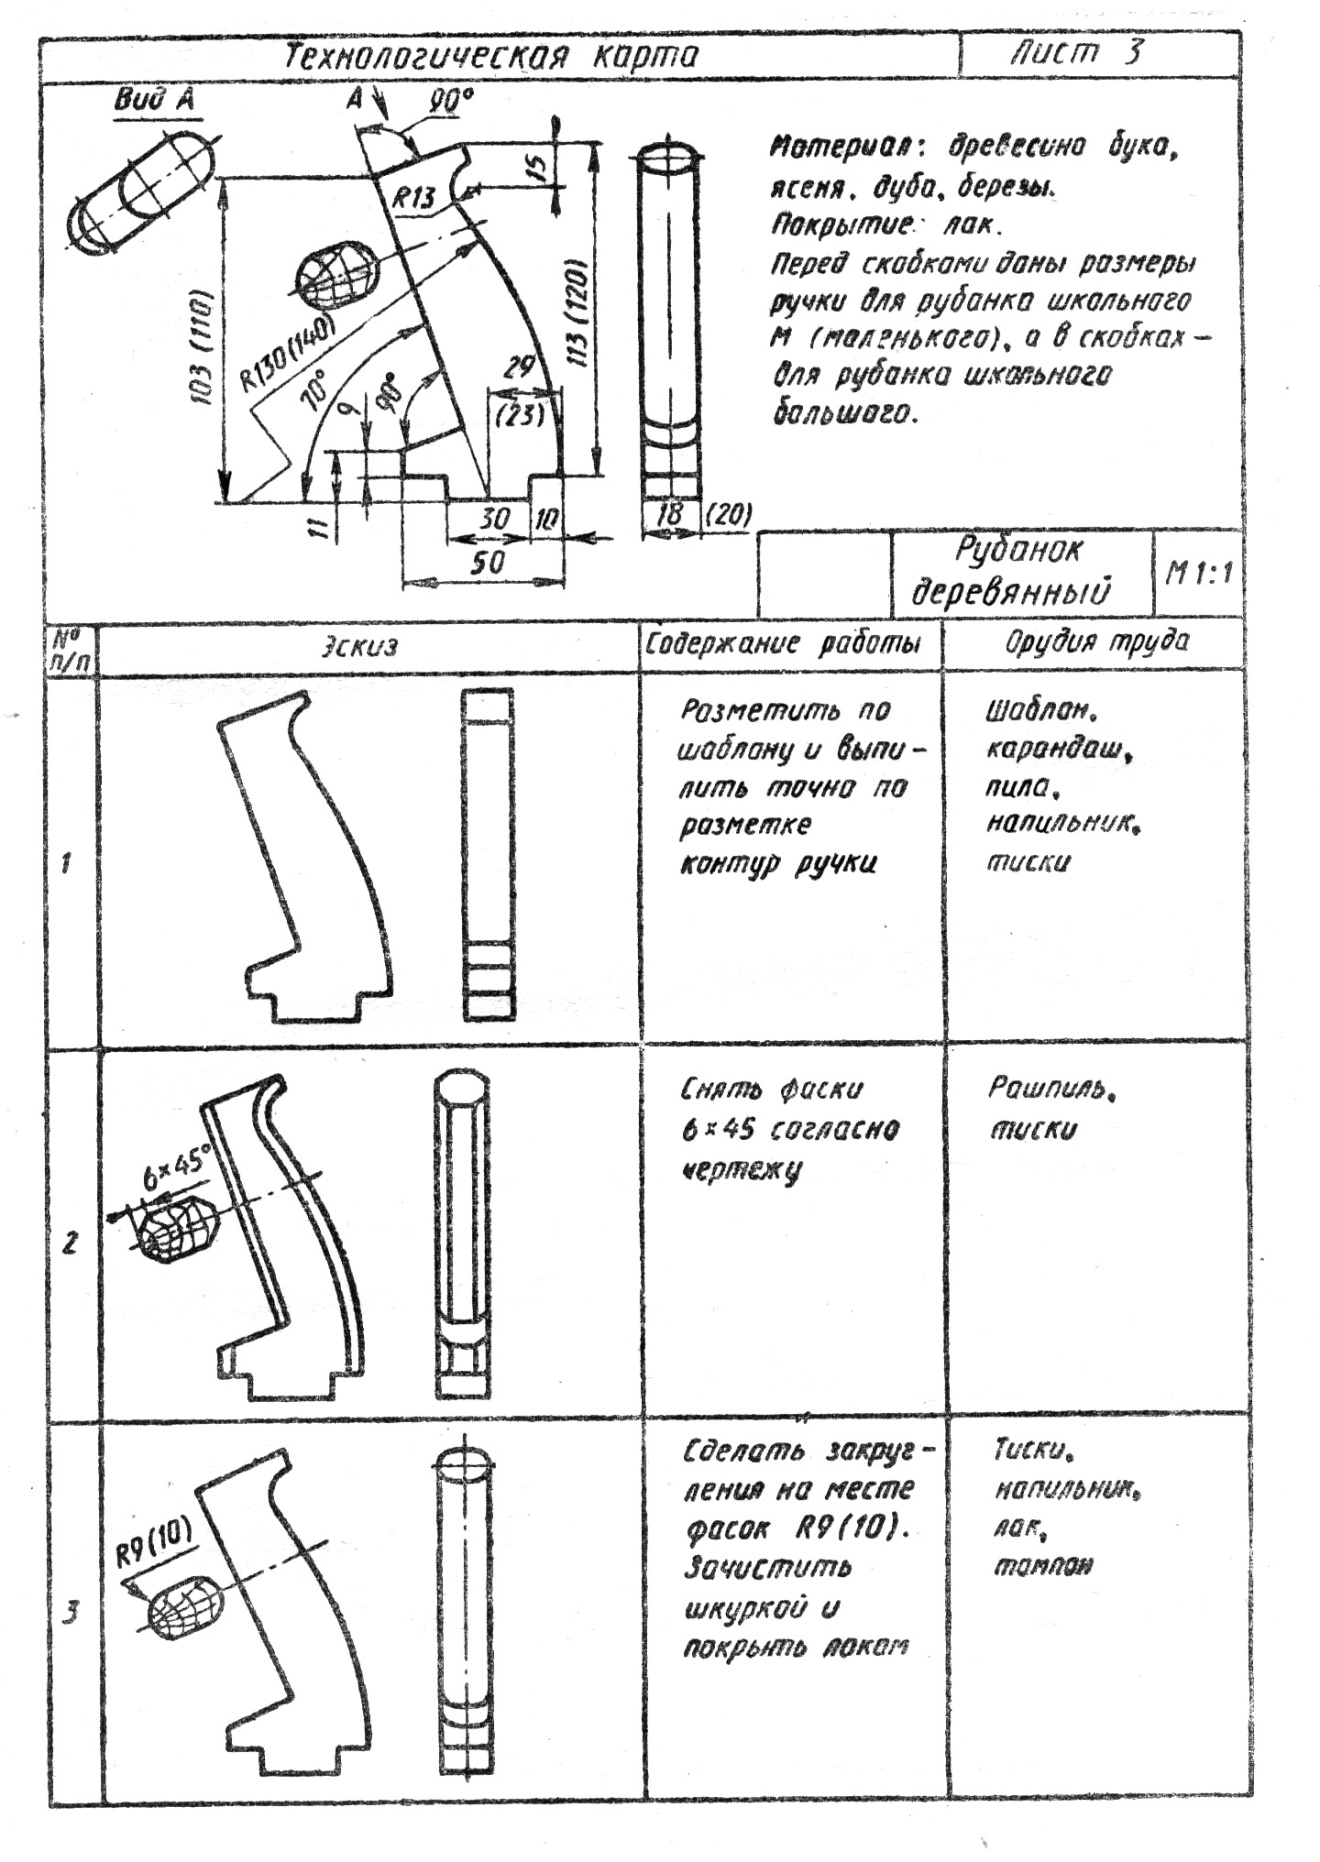 Технологическая карта
Лист 3
Вид А
А
90°
15
R13
103 (110)
R130(140)
70°
90°
9
11
113 (120)
29
(23)
30
10
50
18 (20)
Материал: древесина бука,
ясеня, дуба, березы.
Покрытие: лак.
Перед скобками даны размеры
ручки для рубанка школьного
М (маленького), а в скобках –
для рубанка школьного
большого.
Рубанок
деревянный
М 1:1
№
п/п
Эскиз
Содержание работы
Орудия труда
1
Разметить по
шаблону и выпи-
лить точно по
разметке
контур ручки
Шаблон,
карандаш,
пила,
напильник,
тиски
2
6×45°
Снять фаски
6×45 согласно
чертежу
Рашпиль,
тиски
3
R9(10)
Сделать закруг-
ления на месте
фасок R9(10).
Зачистить
шкуркой и
покрыть лаком
Тиски,
напильник,
лак,
тампон